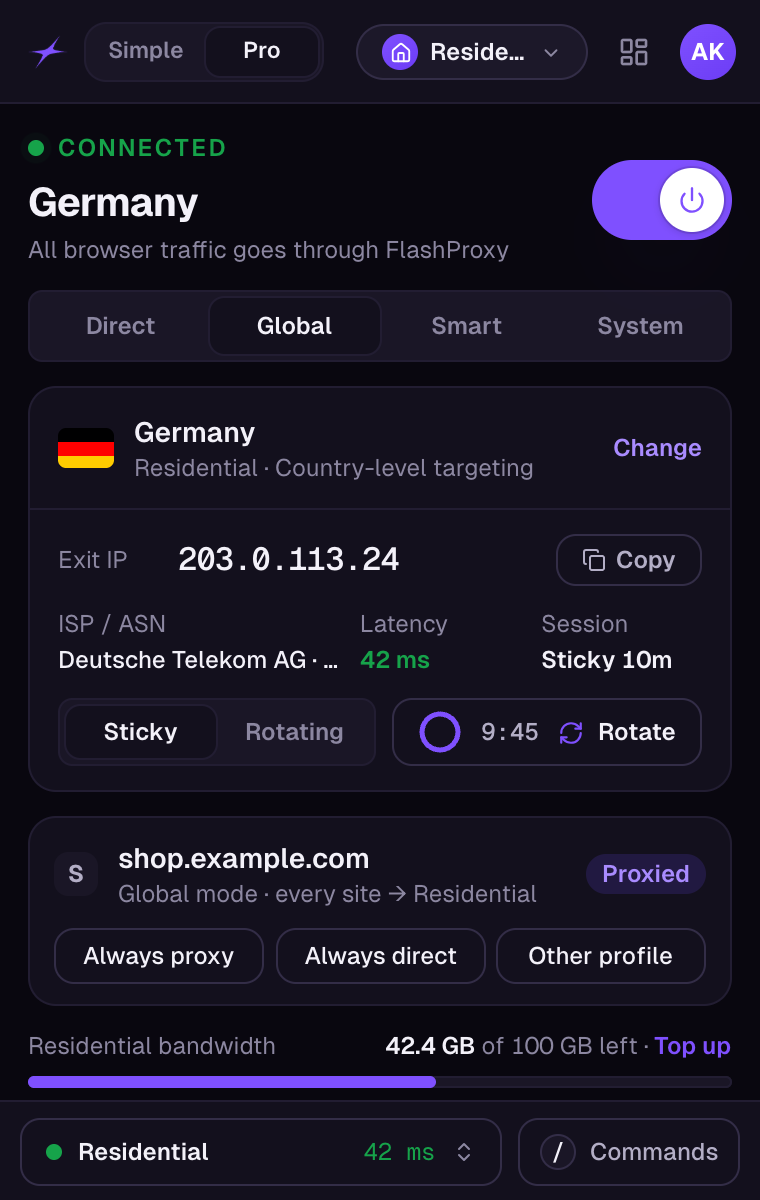 Simple Pro Reside... AK
CONNECTED
Germany
All browser traffic goes through FlashProxy
Direct Global Smart System
Germany
Residential · Country-level targeting
Change
Exit IP 203.0.113.24 Copy
ISP / ASN Latency Session
Deutsche Telekom AG · ... 42 ms Sticky 10m
Sticky Rotating 9:45 Rotate
S
shop.example.com
Global mode · every site → Residential
Proxied
Always proxy Always direct Other profile
Residential bandwidth 42.4 GB of 100 GB left · Top up
Residential 42 ms / Commands